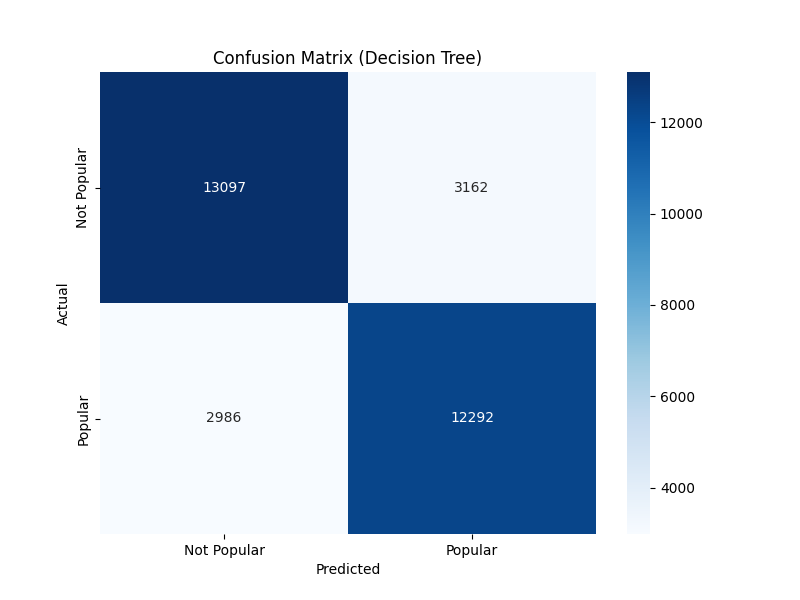 Confusion Matrix (Decision Tree)
Actual
Not Popular
Popular
13097
3162
2986
12292
Not Popular
Popular
Predicted
12000
10000
8000
6000
4000